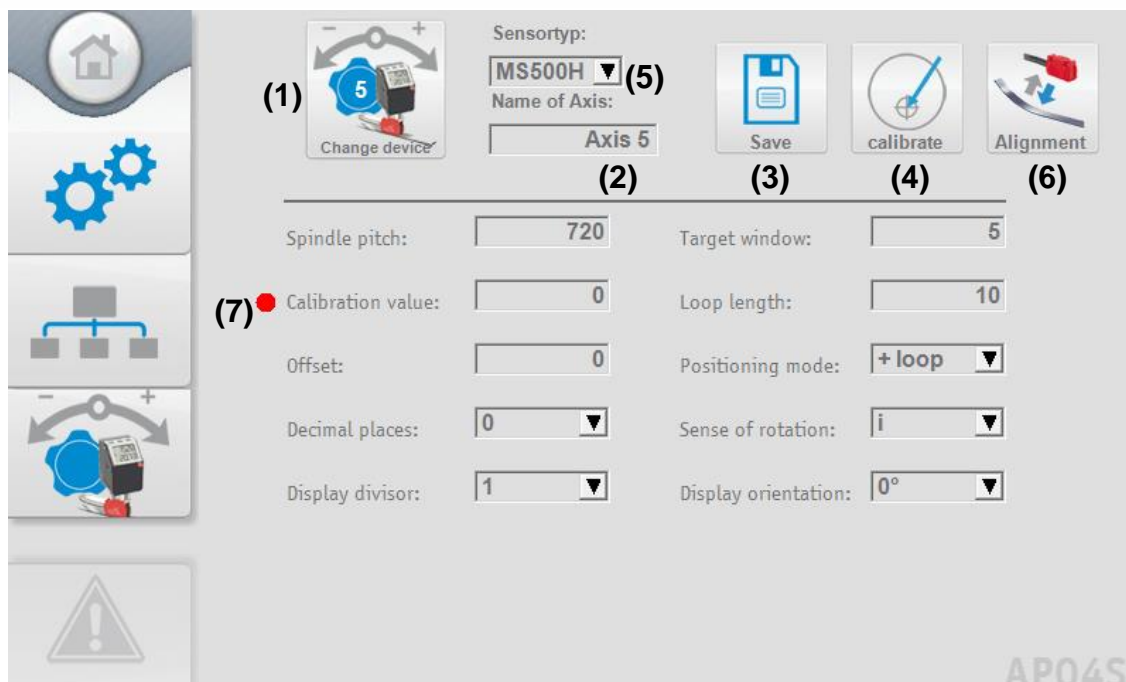 - +
(1)
5
Change device
Sensortyp:
MS500H
(5)
Name of Axis:
Axis 5
(2)
Save
(3)
calibrate
(4)
Alignment
(6)
Spindle pitch: 720
Target window: 5
(7)
Calibration value: 0
Loop length: 10
Offset: 0
Positioning mode: + loop
Decimal places: 0
Sense of rotation: i
Display divisor: 1
Display orientation: 0°
- +
AP04S